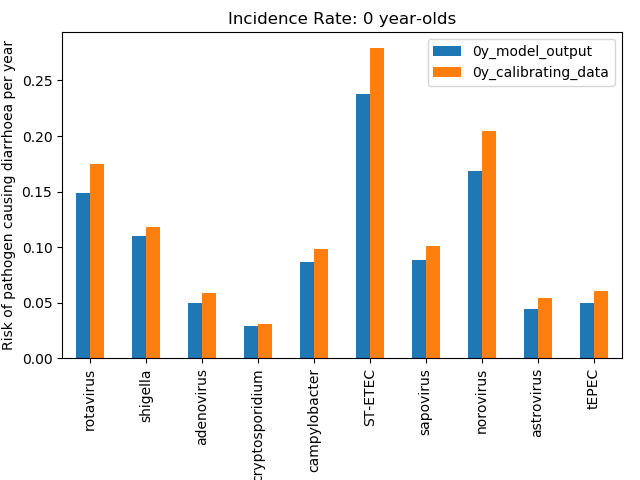 Incidence Rate: 0 year-olds
Risk of pathogen causing diarrhoea per year
0y_model_output
0y_calibrating_data
0.25
0.20
0.15
0.10
0.05
0.00
rotavirus
shigella
adenovirus
cryptosporidium
campylobacter
ST-ETEC
sapovirus
norovirus
astrovirus
tEPEC